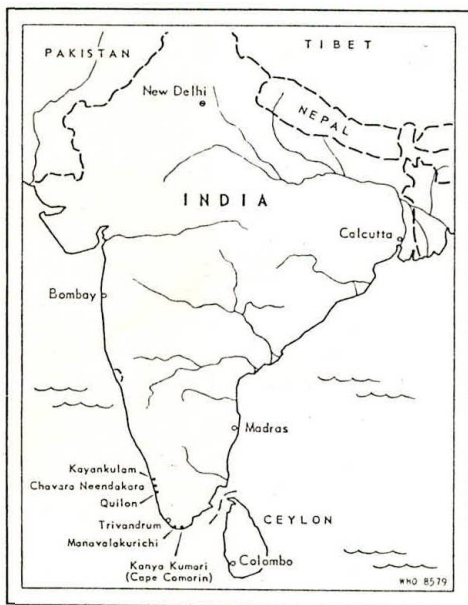 PAKISTAN
TIBET
New Delhi
NEPAL
INDIA
Calcutta
Bombay
Madras
Kayankulam
Chavara Neendakara
Quilon
Trivandrum
Manavalakurichi
CEYLON
Kanya Kumari
(Cape Comorin)
Colombo
WHO 8579